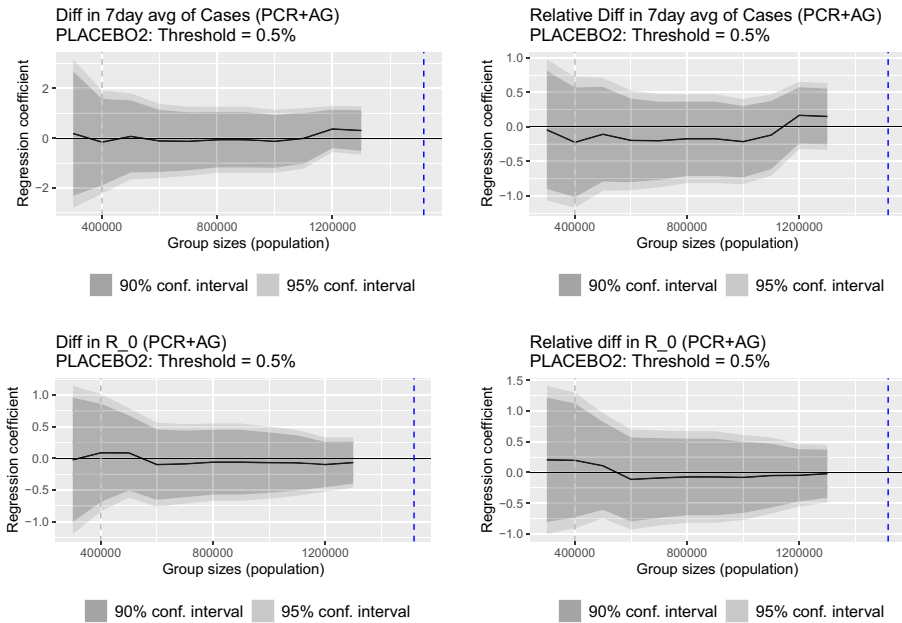 Diff in 7day avg of Cases (PCR+AG)
PLACEBO2: Threshold = 0.5%
Regression coefficient
2
0
−2
400000
800000
1200000
Group sizes (population)
90% conf. interval
95% conf. interval
Relative Diff in 7day avg of Cases (PCR+AG)
PLACEBO2: Threshold = 0.5%
Regression coefficient
1.0
0.5
0.0
−0.5
−1.0
400000
800000
1200000
Group sizes (population)
90% conf. interval
95% conf. interval
Diff in R_0 (PCR+AG)
PLACEBO2: Threshold = 0.5%
Regression coefficient
1.0
0.5
0.0
−0.5
−1.0
400000
800000
1200000
Group sizes (population)
90% conf. interval
95% conf. interval
Relative diff in R_0 (PCR+AG)
PLACEBO2: Threshold = 0.5%
Regression coefficient
1.5
1.0
0.5
0.0
−0.5
−1.0
400000
800000
1200000
Group sizes (population)
90% conf. interval
95% conf. interval